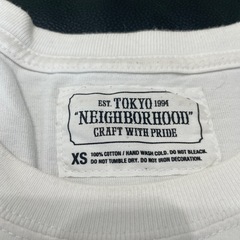 EST. TOKYO 1994
"NEIGHBORHOOD"
CRAFT WITH PRIDE
XS 100% COTTON / HAND WASH COLD. DO NOT BLEACH.
DO NOT TUMBLE DRY. DO NOT IRON DECORATION.